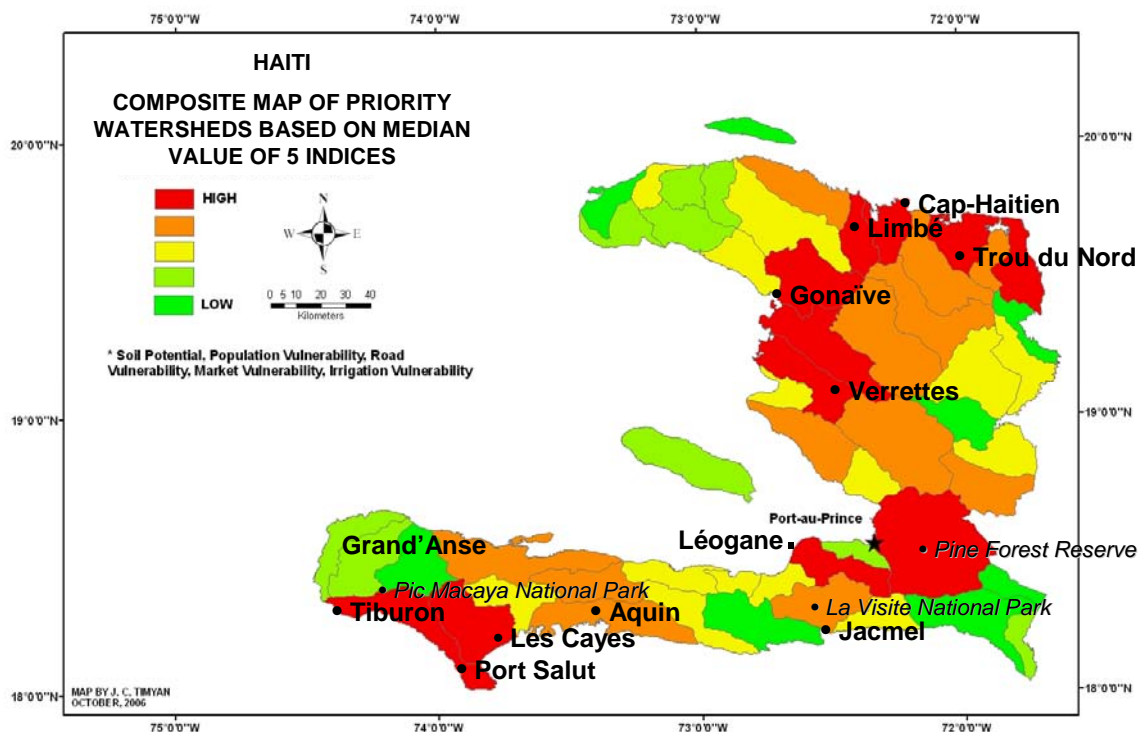 75°0'0"W 74°0'0"W 73°0'0"W 72°0'0"W
HAITI
COMPOSITE MAP OF PRIORITY
WATERSHEDS BASED ON MEDIAN
VALUE OF 5 INDICES
20°0'0"N 20°0'0"N
HIGH
N
W E
S
LOW
0 5 10 20 30 40
Kilometers
* Soil Potential, Population Vulnerability, Road
Vulnerability, Market Vulnerability, Irrigation Vulnerability
Cap-Haitien
Limbé
Trou du Nord
Gonaïve
Verrettes
19°0'0"N 19°0'0"N
Port-au-Prince
Léogane
Grand'Anse
Pine Forest Reserve
Pic Macaya National Park
Tiburon
Aquin
La Visite National Park
Les Cayes
Jacmel
Port Salut
18°0'0"N 18°0'0"N
MAP BY J. C. TIMYAN
OCTOBER, 2006
75°0'0"W 74°0'0"W 73°0'0"W 72°0'0"W